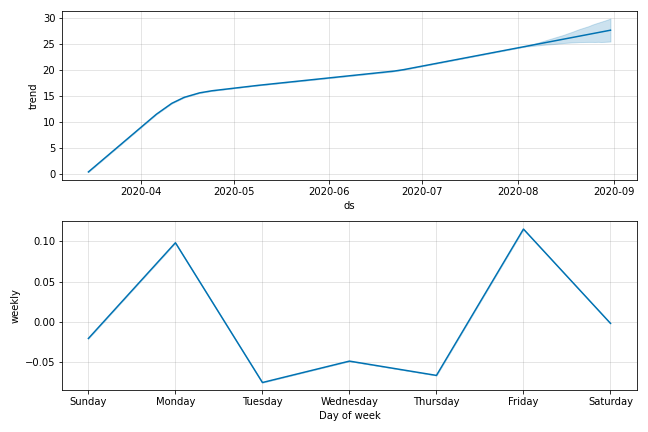 30
25
20
15
10
5
0
trend
2020-04 2020-05 2020-06 2020-07 2020-08 2020-09
ds
0.10
0.05
0.00
−0.05
weekly
Sunday Monday Tuesday Wednesday Thursday Friday Saturday
Day of week